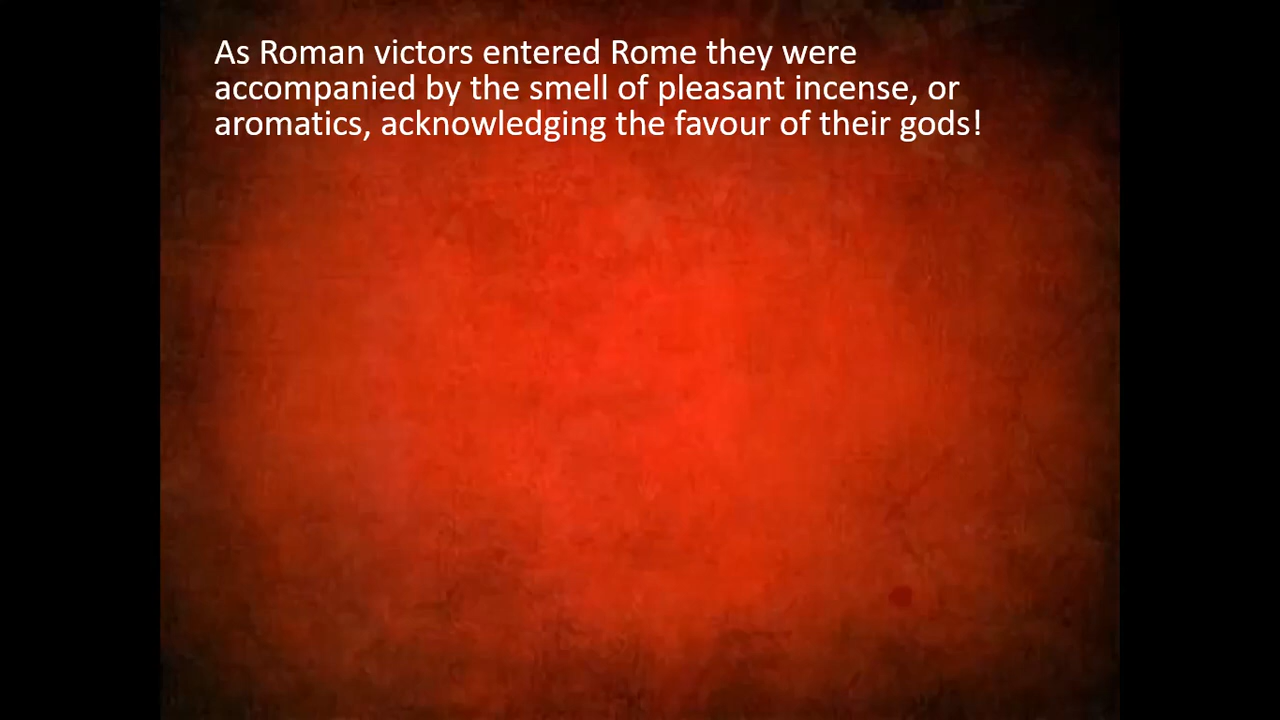 As Roman victors entered Rome they were
accompanied by the smell of pleasant incense, or
aromatics, acknowledging the favour of their gods!